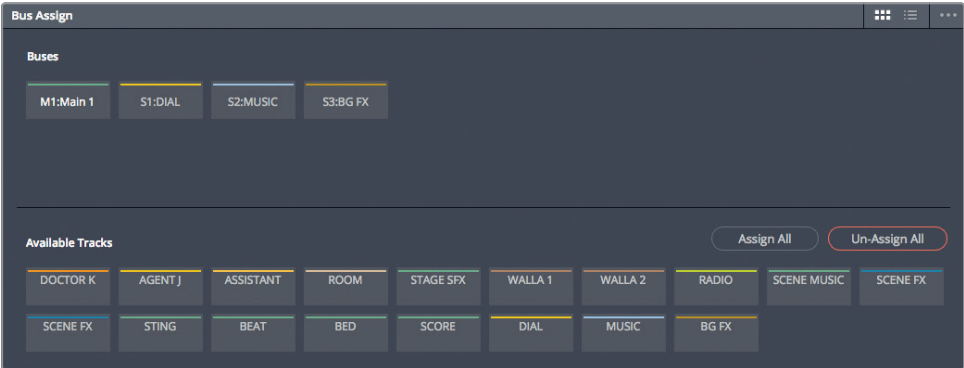 Bus Assign
Buses
M1:Main 1 S1:DIAL S2:MUSIC S3:BG FX
Available Tracks Assign All Un-Assign All
DOCTOR K AGENT J ASSISTANT ROOM STAGE SFX WALLA 1 WALLA 2 RADIO SCENE MUSIC SCENE FX
SCENE FX STING BEAT BED SCORE DIAL MUSIC BG FX